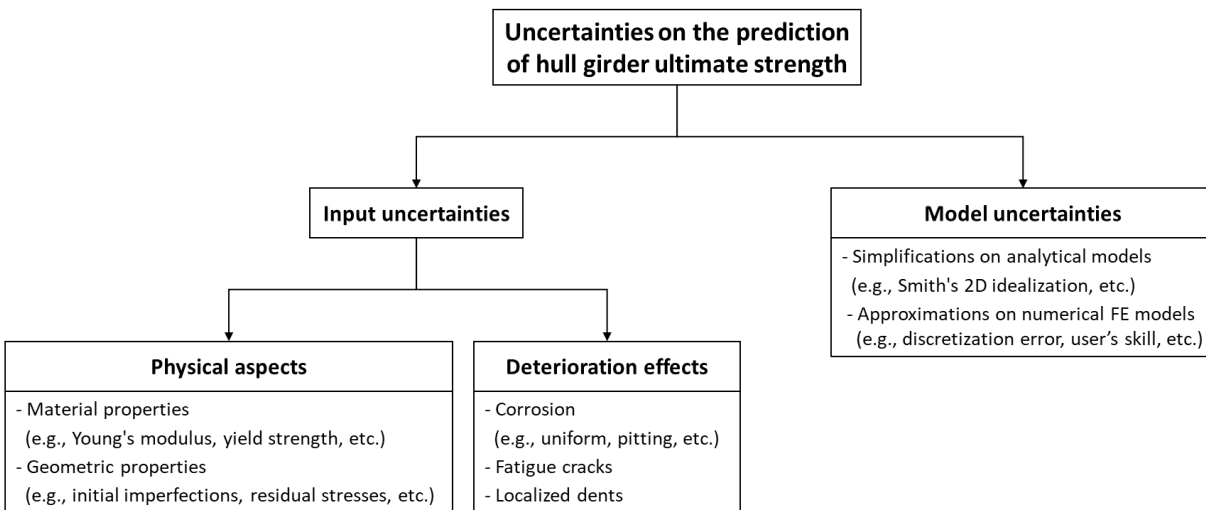 Uncertainties on the prediction
of hull girder ultimate strength
Input uncertainties
Model uncertainties
- Simplifications on analytical models
(e.g., Smith's 2D idealization, etc.)
- Approximations on numerical FE models
(e.g., discretization error, user’s skill, etc.)
Physical aspects
- Material properties
(e.g., Young's modulus, yield strength, etc.)
- Geometric properties
(e.g., initial imperfections, residual stresses, etc.)
Deterioration effects
- Corrosion
(e.g., uniform, pitting, etc.)
- Fatigue cracks
- Localized dents